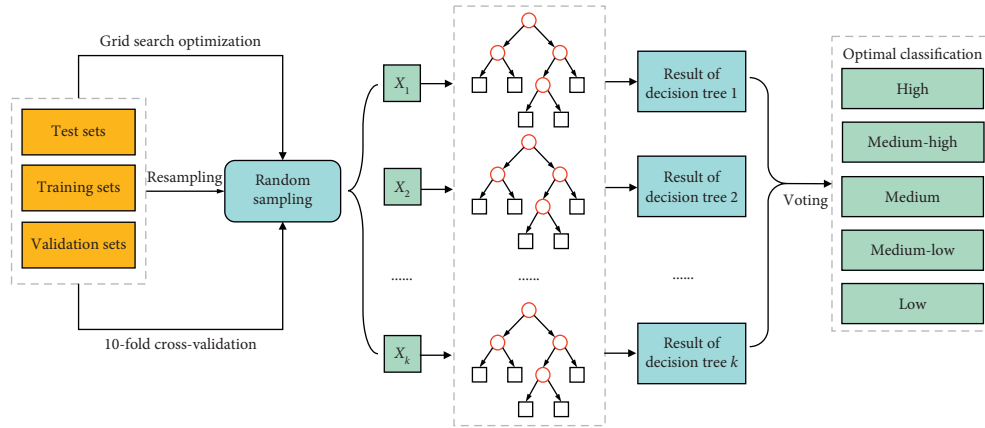 Grid search optimization
Test sets
Training sets
Validation sets
Resampling
Random
sampling
10-fold cross-validation
X1
X2
......
Xk
......
Result of
decision tree 1
Result of
decision tree 2
......
Result of
decision tree k
Voting
Optimal classification
High
Medium-high
Medium
Medium-low
Low